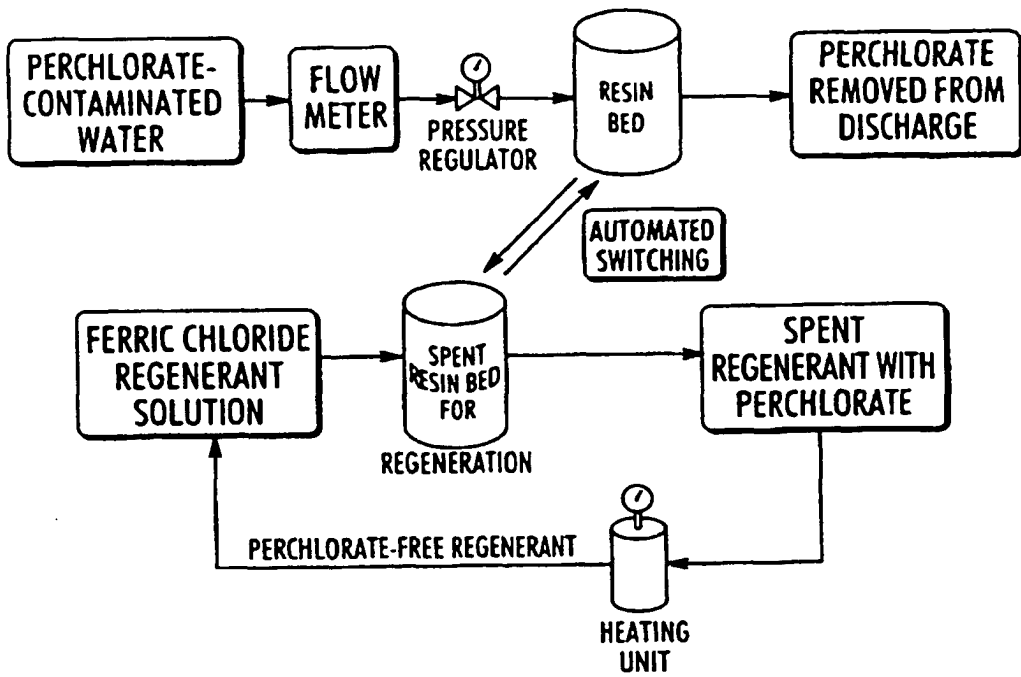 PERCHLORATE-
CONTAMINATED
WATER
FLOW
METER
PRESSURE
REGULATOR
RESIN
BED
PERCHLORATE
REMOVED FROM
DISCHARGE
AUTOMATED
SWITCHING
FERRIC CHLORIDE
REGENERANT
SOLUTION
SPENT
RESIN BED
FOR
REGENERATION
SPENT
REGENERANT WITH
PERCHLORATE
PERCHLORATE-FREE REGENERANT
HEATING
UNIT